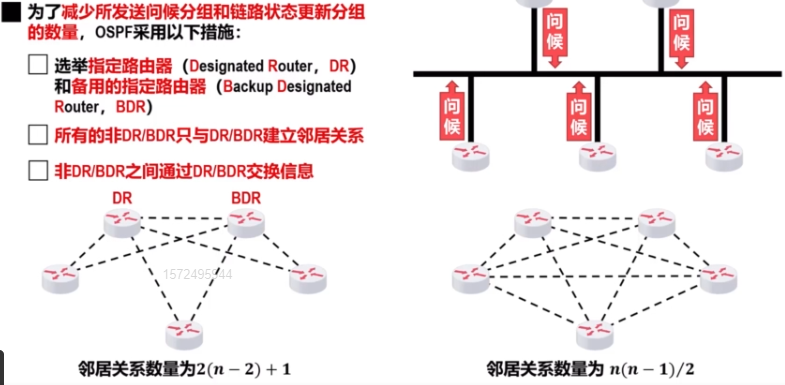 为了减少所发送问候分组和链路状态更新分组
的数量，OSPF采用以下措施：
选举指定路由器（Designated Router，DR）
和备用的指定路由器（Backup Designated
Router，BDR）
所有的非DR/BDR只与DR/BDR建立邻居关系
非DR/BDR之间通过DR/BDR交换信息
DR
BDR
1572495944
邻居关系数量为2(n − 2) + 1
问候
问候
问候
问候
问候
邻居关系数量为 n(n − 1)/2